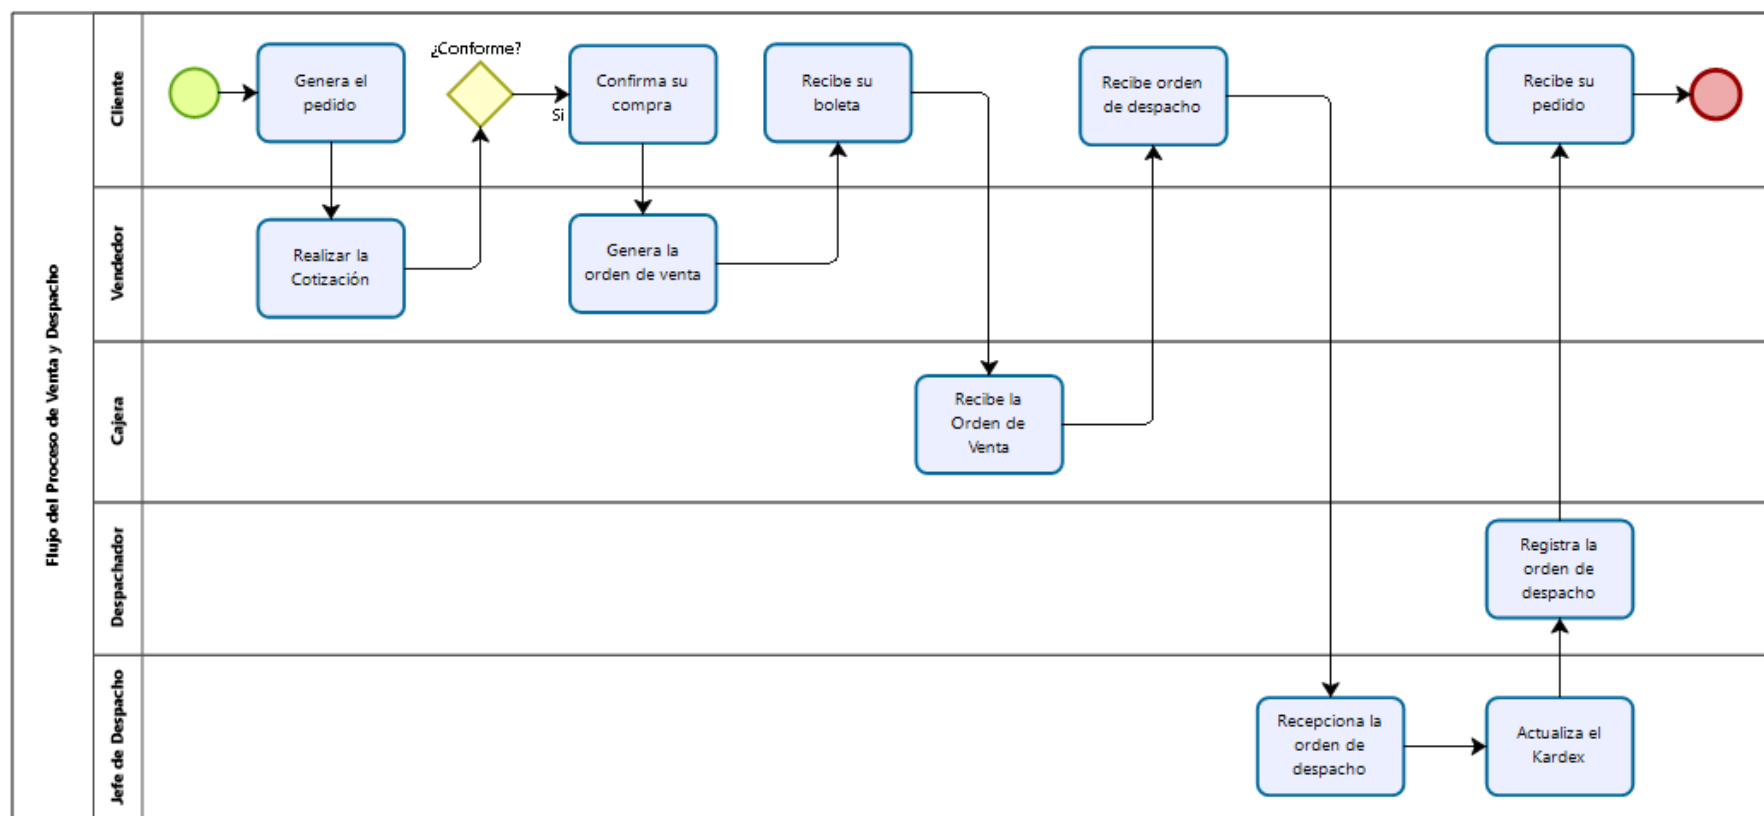 Flujo del Proceso de Venta y Despacho
Cliente
Genera el
pedido
¿Conforme?
Si
Confirma su
compra
Recibe su
boleta
Recibe orden
de despacho
Recibe su
pedido
Vendedor
Realizar la
Cotización
Genera la
orden de venta
Cajera
Recibe la
Orden de
Venta
Despachador
Registra la
orden de
despacho
Jefe de Despacho
Recepciona la
orden de
despacho
Actualiza el
Kardex